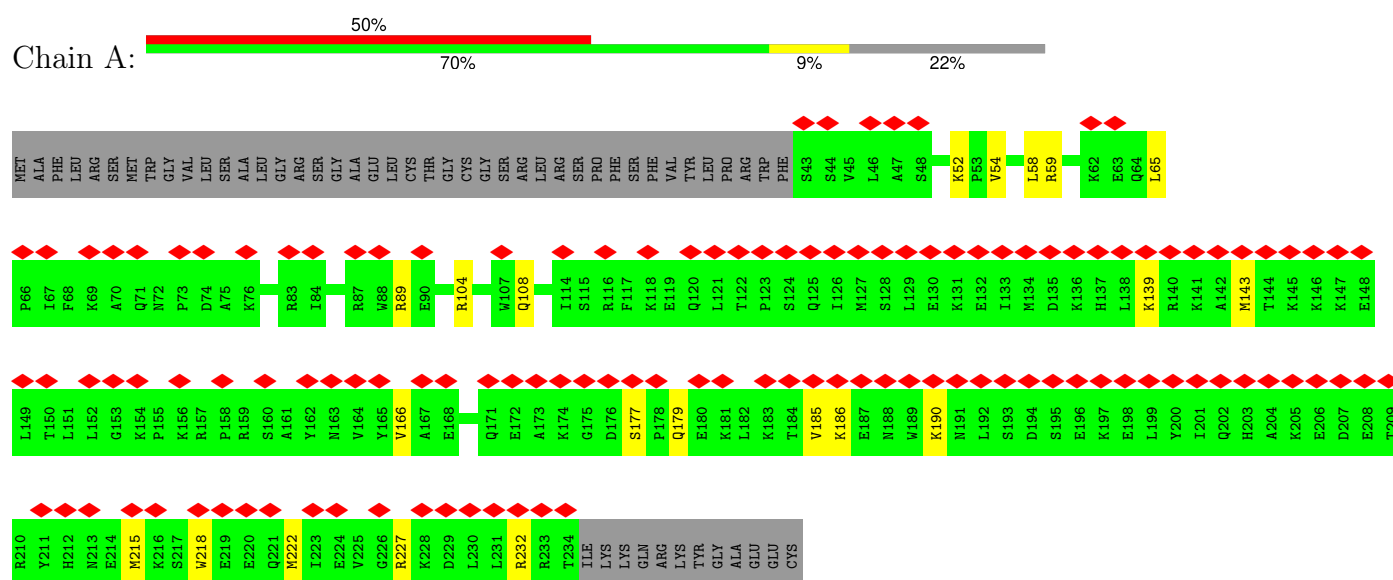 50%
Chain A:
70% 9% 22%
MET ALA PHE LEU ARG SER MET TRP GLY VAL LEU SER ALA LEU GLY ARG SER GLY ALA GLU LEU CYS THR GLY CYS GLY SER ARG LEU ARG SER PRO PHE SER PHE VAL TYR LEU PRO ARG TRP PHE S43 S44 V45 L46 A47 S48 K52 P53 V54 L58 R59 K62 E63 Q64 L65
P66 I67 F68 K69 A70 Q71 N72 P73 D74 A75 K76 R83 I84 R87 W88 R89 E90 R104 W107 Q108 I114 S115 R116 F117 K118 E119 Q120 L121 T122 P123 S124 Q125 I126 M127 S128 L129 E130 K131 E132 I133 M134 D135 K136 H137 L138 K139 R140 K141 A142 M143 T144 K145 K146 K147 E148
L149 T150 L151 L152 G153 K154 P155 K156 R157 P158 R159 S160 A161 Y162 N163 V164 Y165 V166 A167 E168 Q171 E172 A173 K174 G175 D176 S177 P178 Q179 E180 K181 L182 K183 T184 V185 K186 E187 N188 W189 K190 N191 L192 S193 D194 S195 E196 K197 E198 L199 Y200 I201 Q202 H203 A204 K205 E206 D207 E208 T209
R210 Y211 H212 N213 E214 M215 K216 S217 W218 E219 E220 Q221 M222 I223 E224 V225 G226 R227 K228 D229 L230 L231 R232 R233 T234 ILE LYS LYS GLN ARG LYS TYR GLY ALA GLU GLU CYS